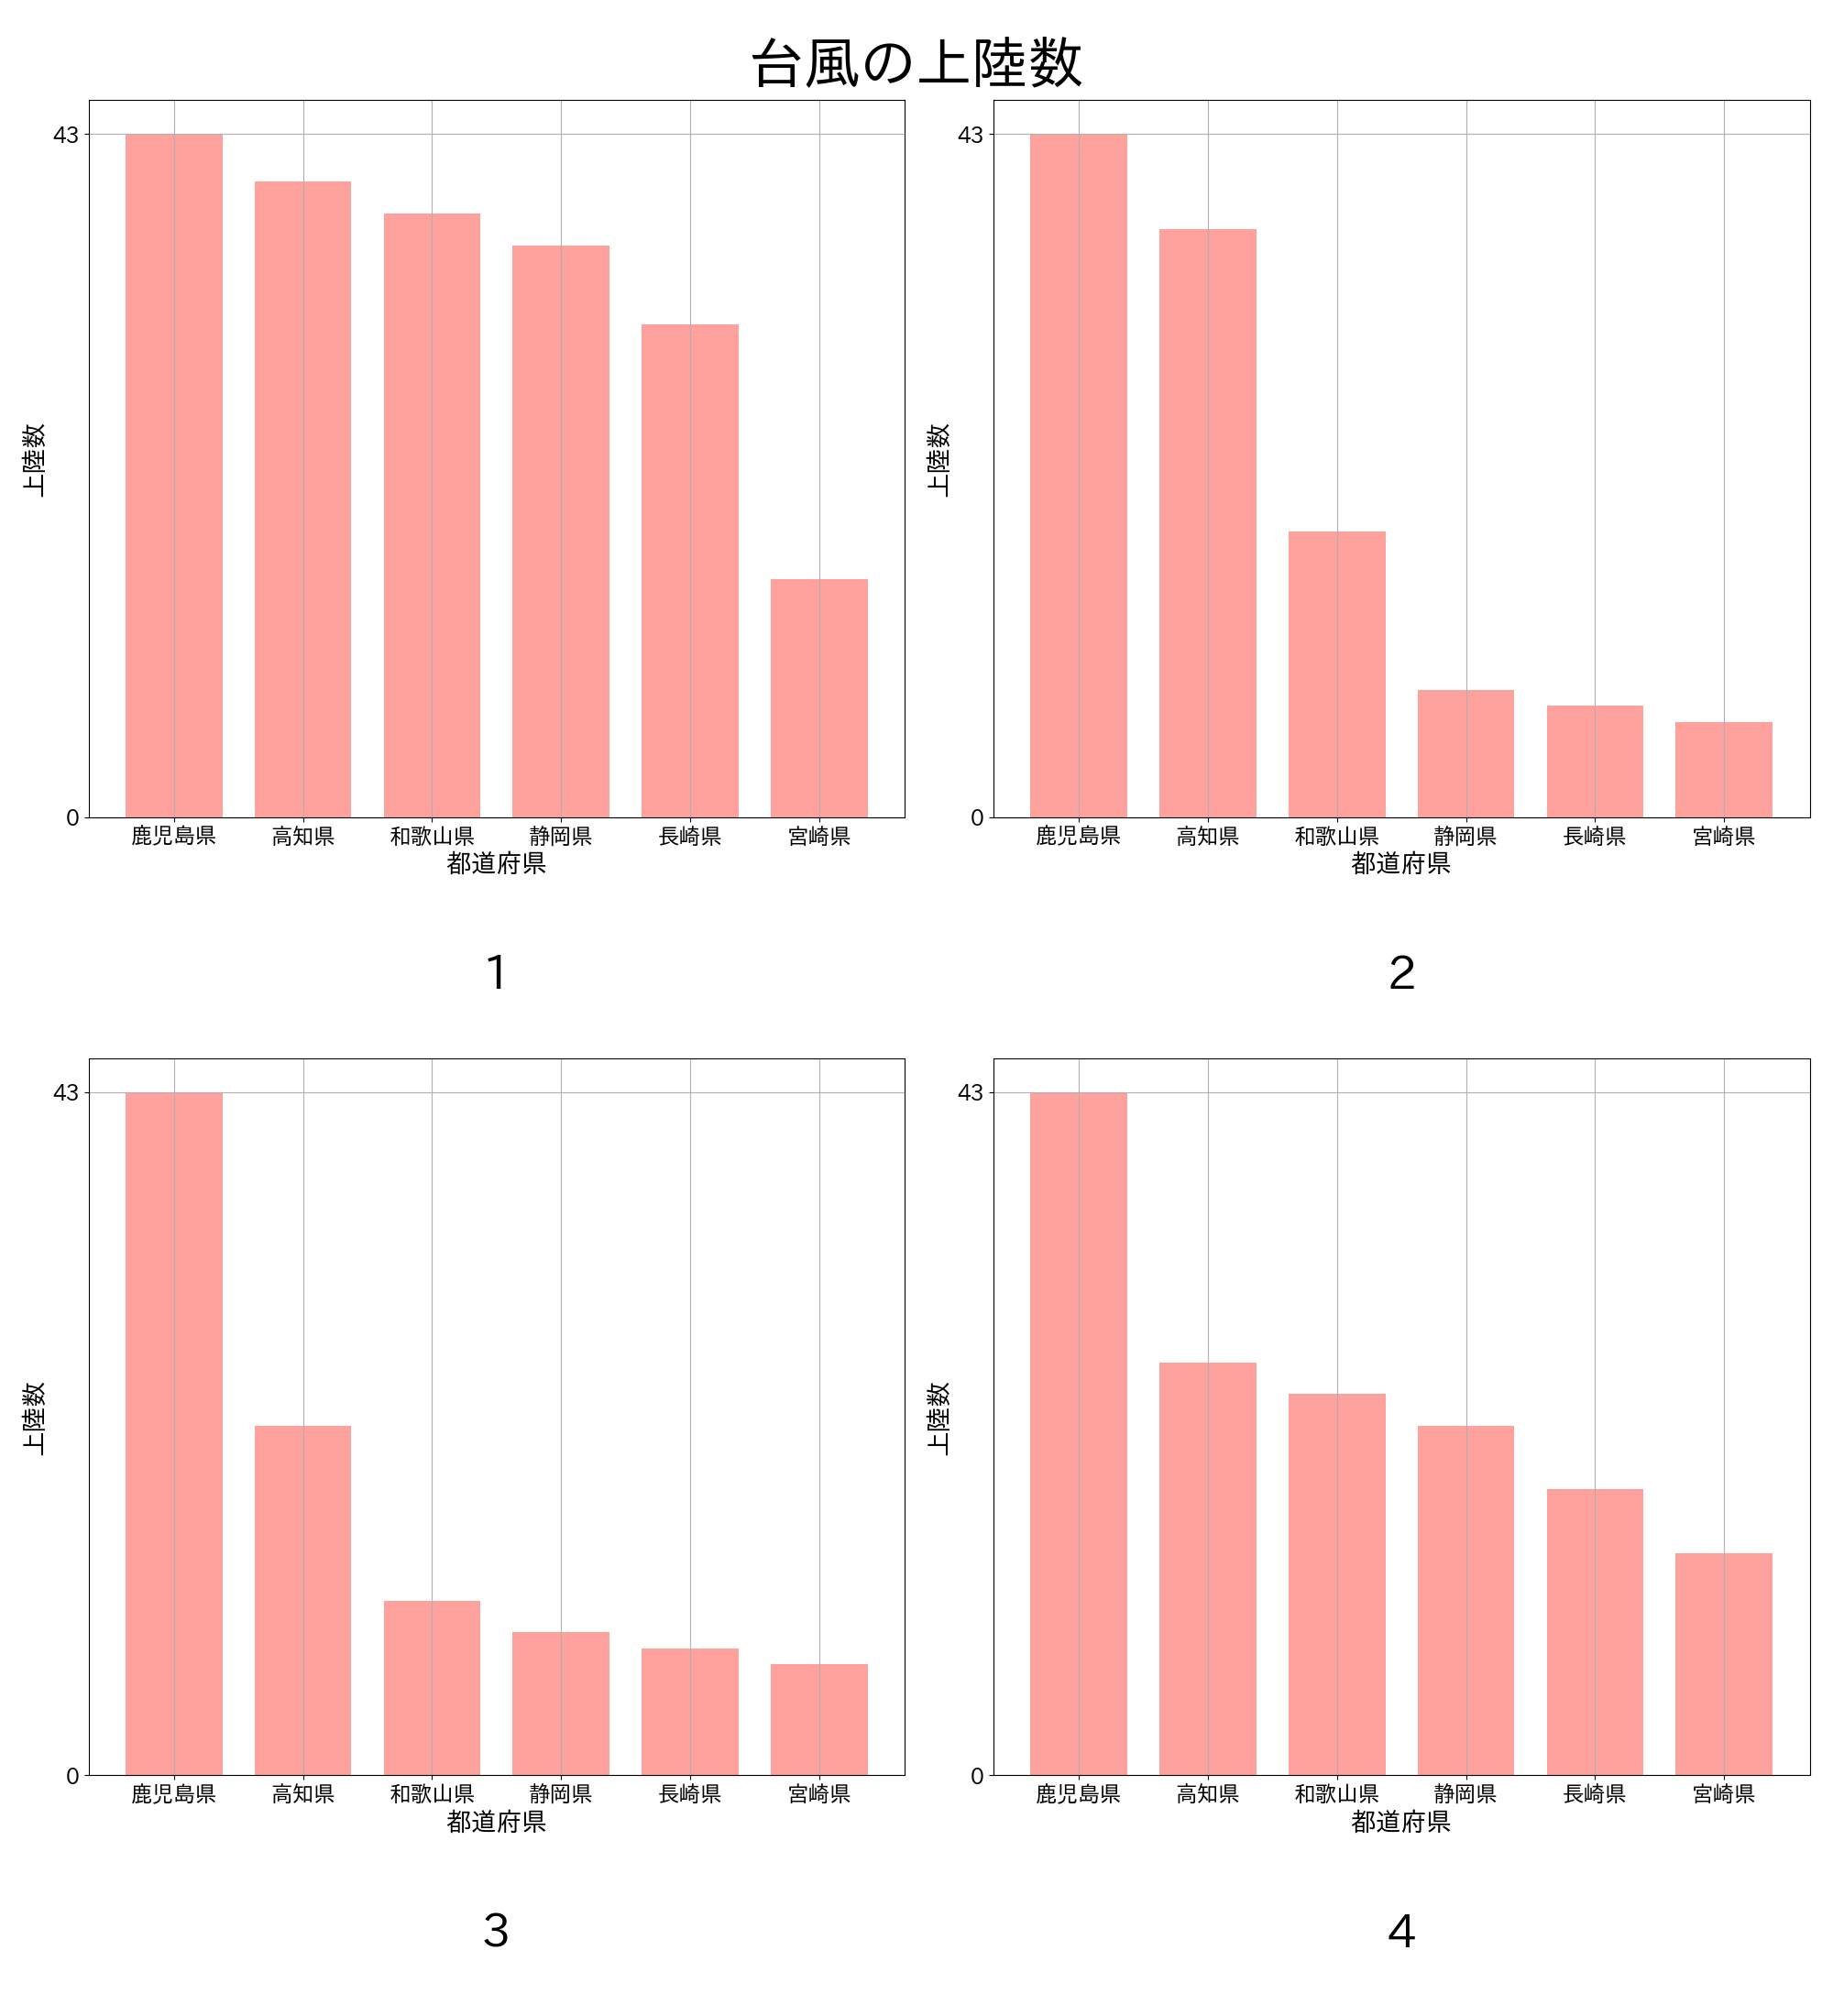 台風の上陸数
43
0
上陸数
鹿児島県 高知県 和歌山県 静岡県 長崎県 宮崎県
都道府県
1
43
0
上陸数
鹿児島県 高知県 和歌山県 静岡県 長崎県 宮崎県
都道府県
2
43
0
上陸数
鹿児島県 高知県 和歌山県 静岡県 長崎県 宮崎県
都道府県
3
43
0
上陸数
鹿児島県 高知県 和歌山県 静岡県 長崎県 宮崎県
都道府県
4